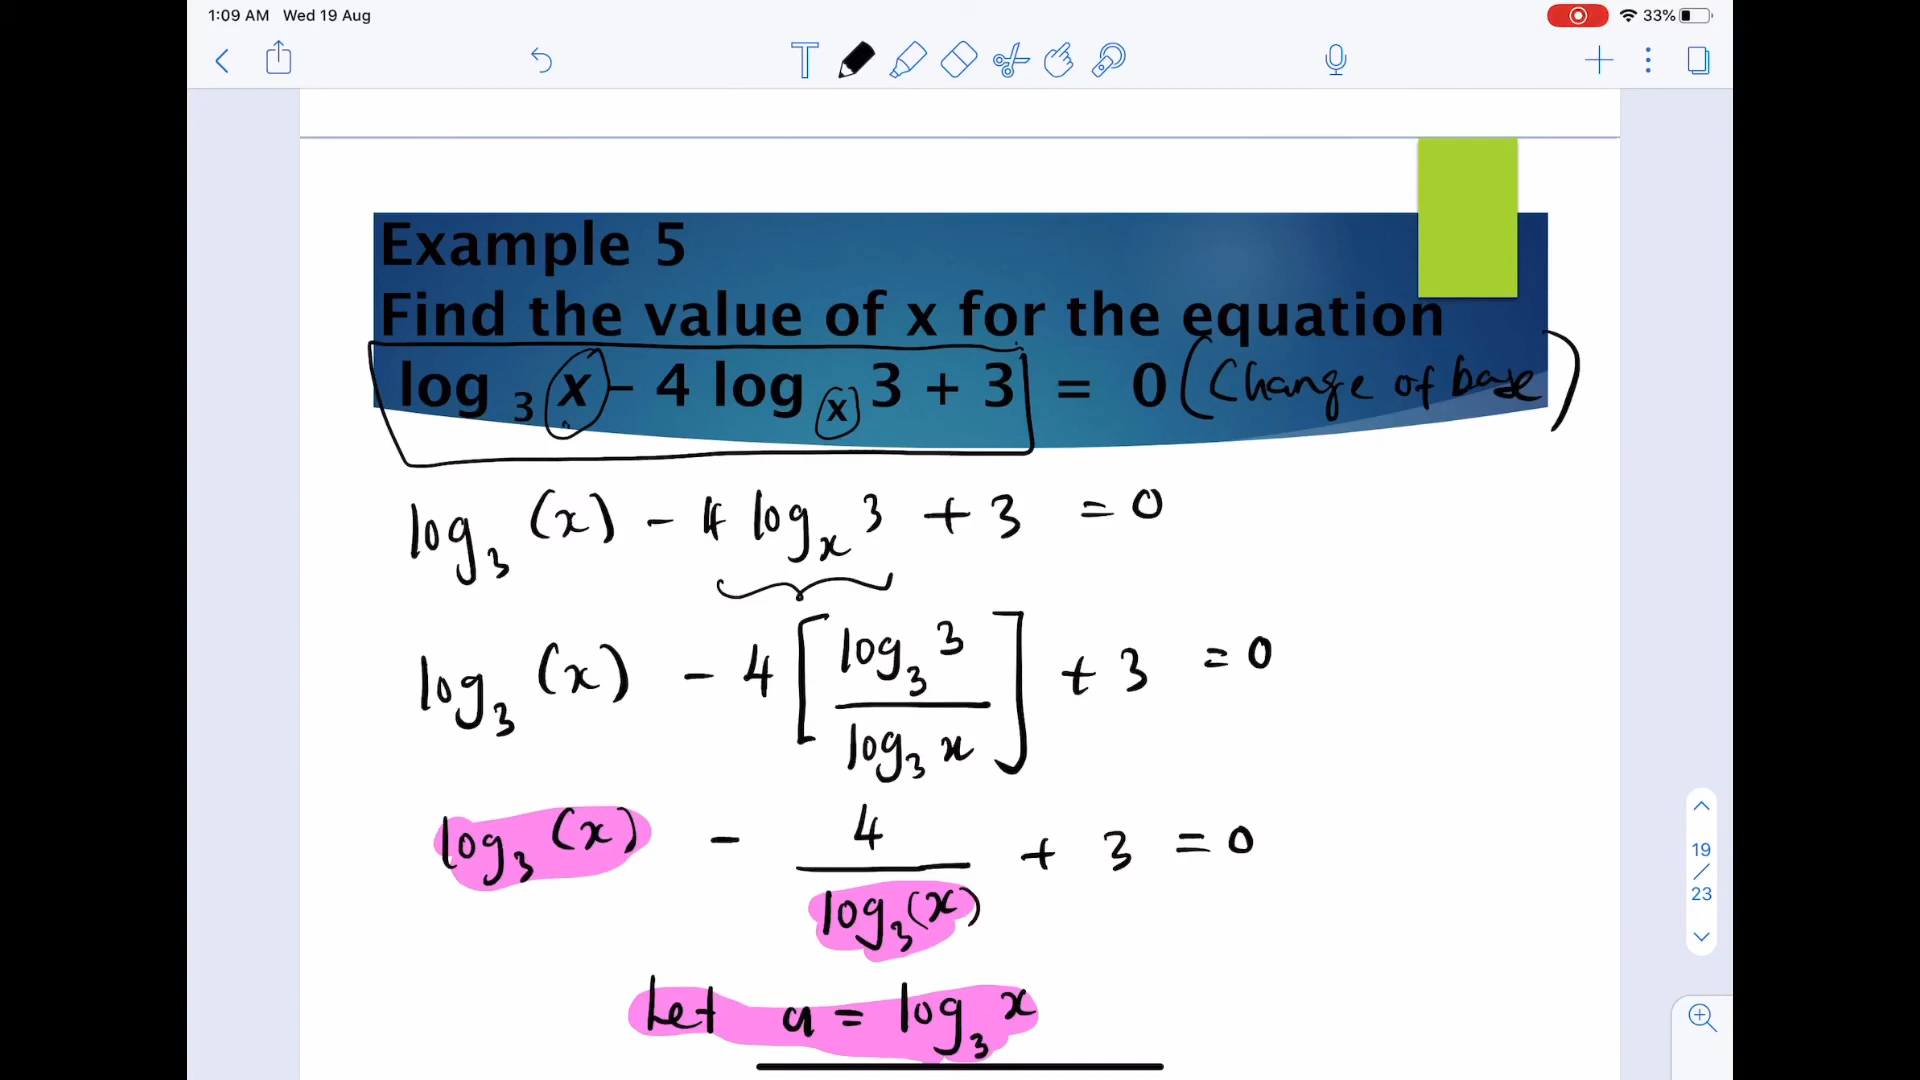 1:09 AM Wed 19 Aug 33%
T
Example 5
Find the value of x for the equation
log 3 x – 4 log x 3 + 3 = 0 (Change of base)
log₃ (x) - 4 logₓ 3 + 3 = 0
log₃ (x) - 4 [log₃ 3 / log₃ x] + 3 = 0
log₃ (x) - 4 / log₃(x) + 3 = 0
Let a = log₃ x
19
/
23